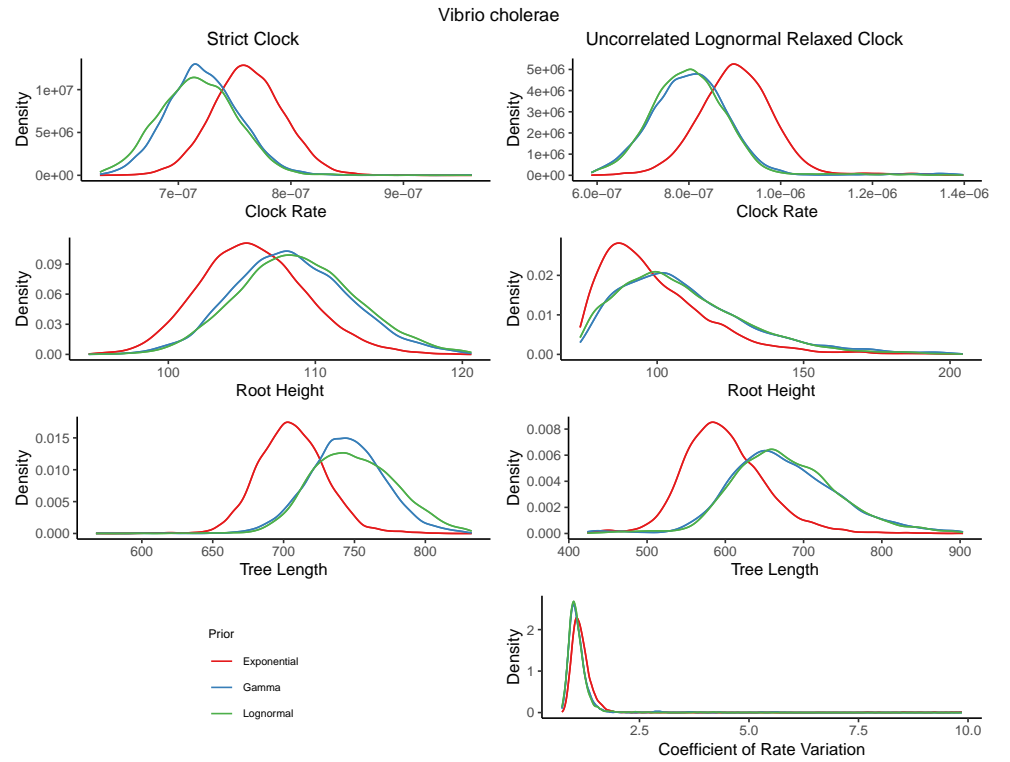 Vibrio cholerae
Strict Clock
Uncorrelated Lognormal Relaxed Clock
Density
1e+07
5e+06
0e+00
7e−07 8e−07 9e−07
Clock Rate
Density
5e+06
4e+06
3e+06
2e+06
1e+06
0e+00
6.0e−07 8.0e−07 1.0e−06 1.2e−06 1.4e−06
Clock Rate
Density
0.09
0.06
0.03
0.00
100 110 120
Root Height
Density
0.02
0.01
0.00
100 150 200
Root Height
Density
0.015
0.010
0.005
0.000
600 650 700 750 800
Tree Length
Density
0.008
0.006
0.004
0.002
0.000
400 500 600 700 800 900
Tree Length
Prior
Exponential
Gamma
Lognormal
Density
2
1
0
2.5 5.0 7.5 10.0
Coefficient of Rate Variation